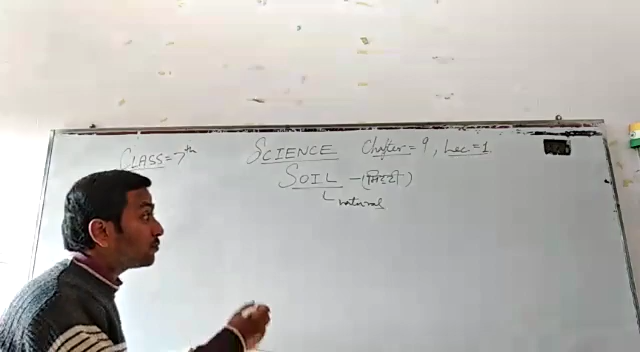 CLASS = 7th SCIENCE Chapter = 9, Lec = 1
SOIL - (मिट्टी)
natural